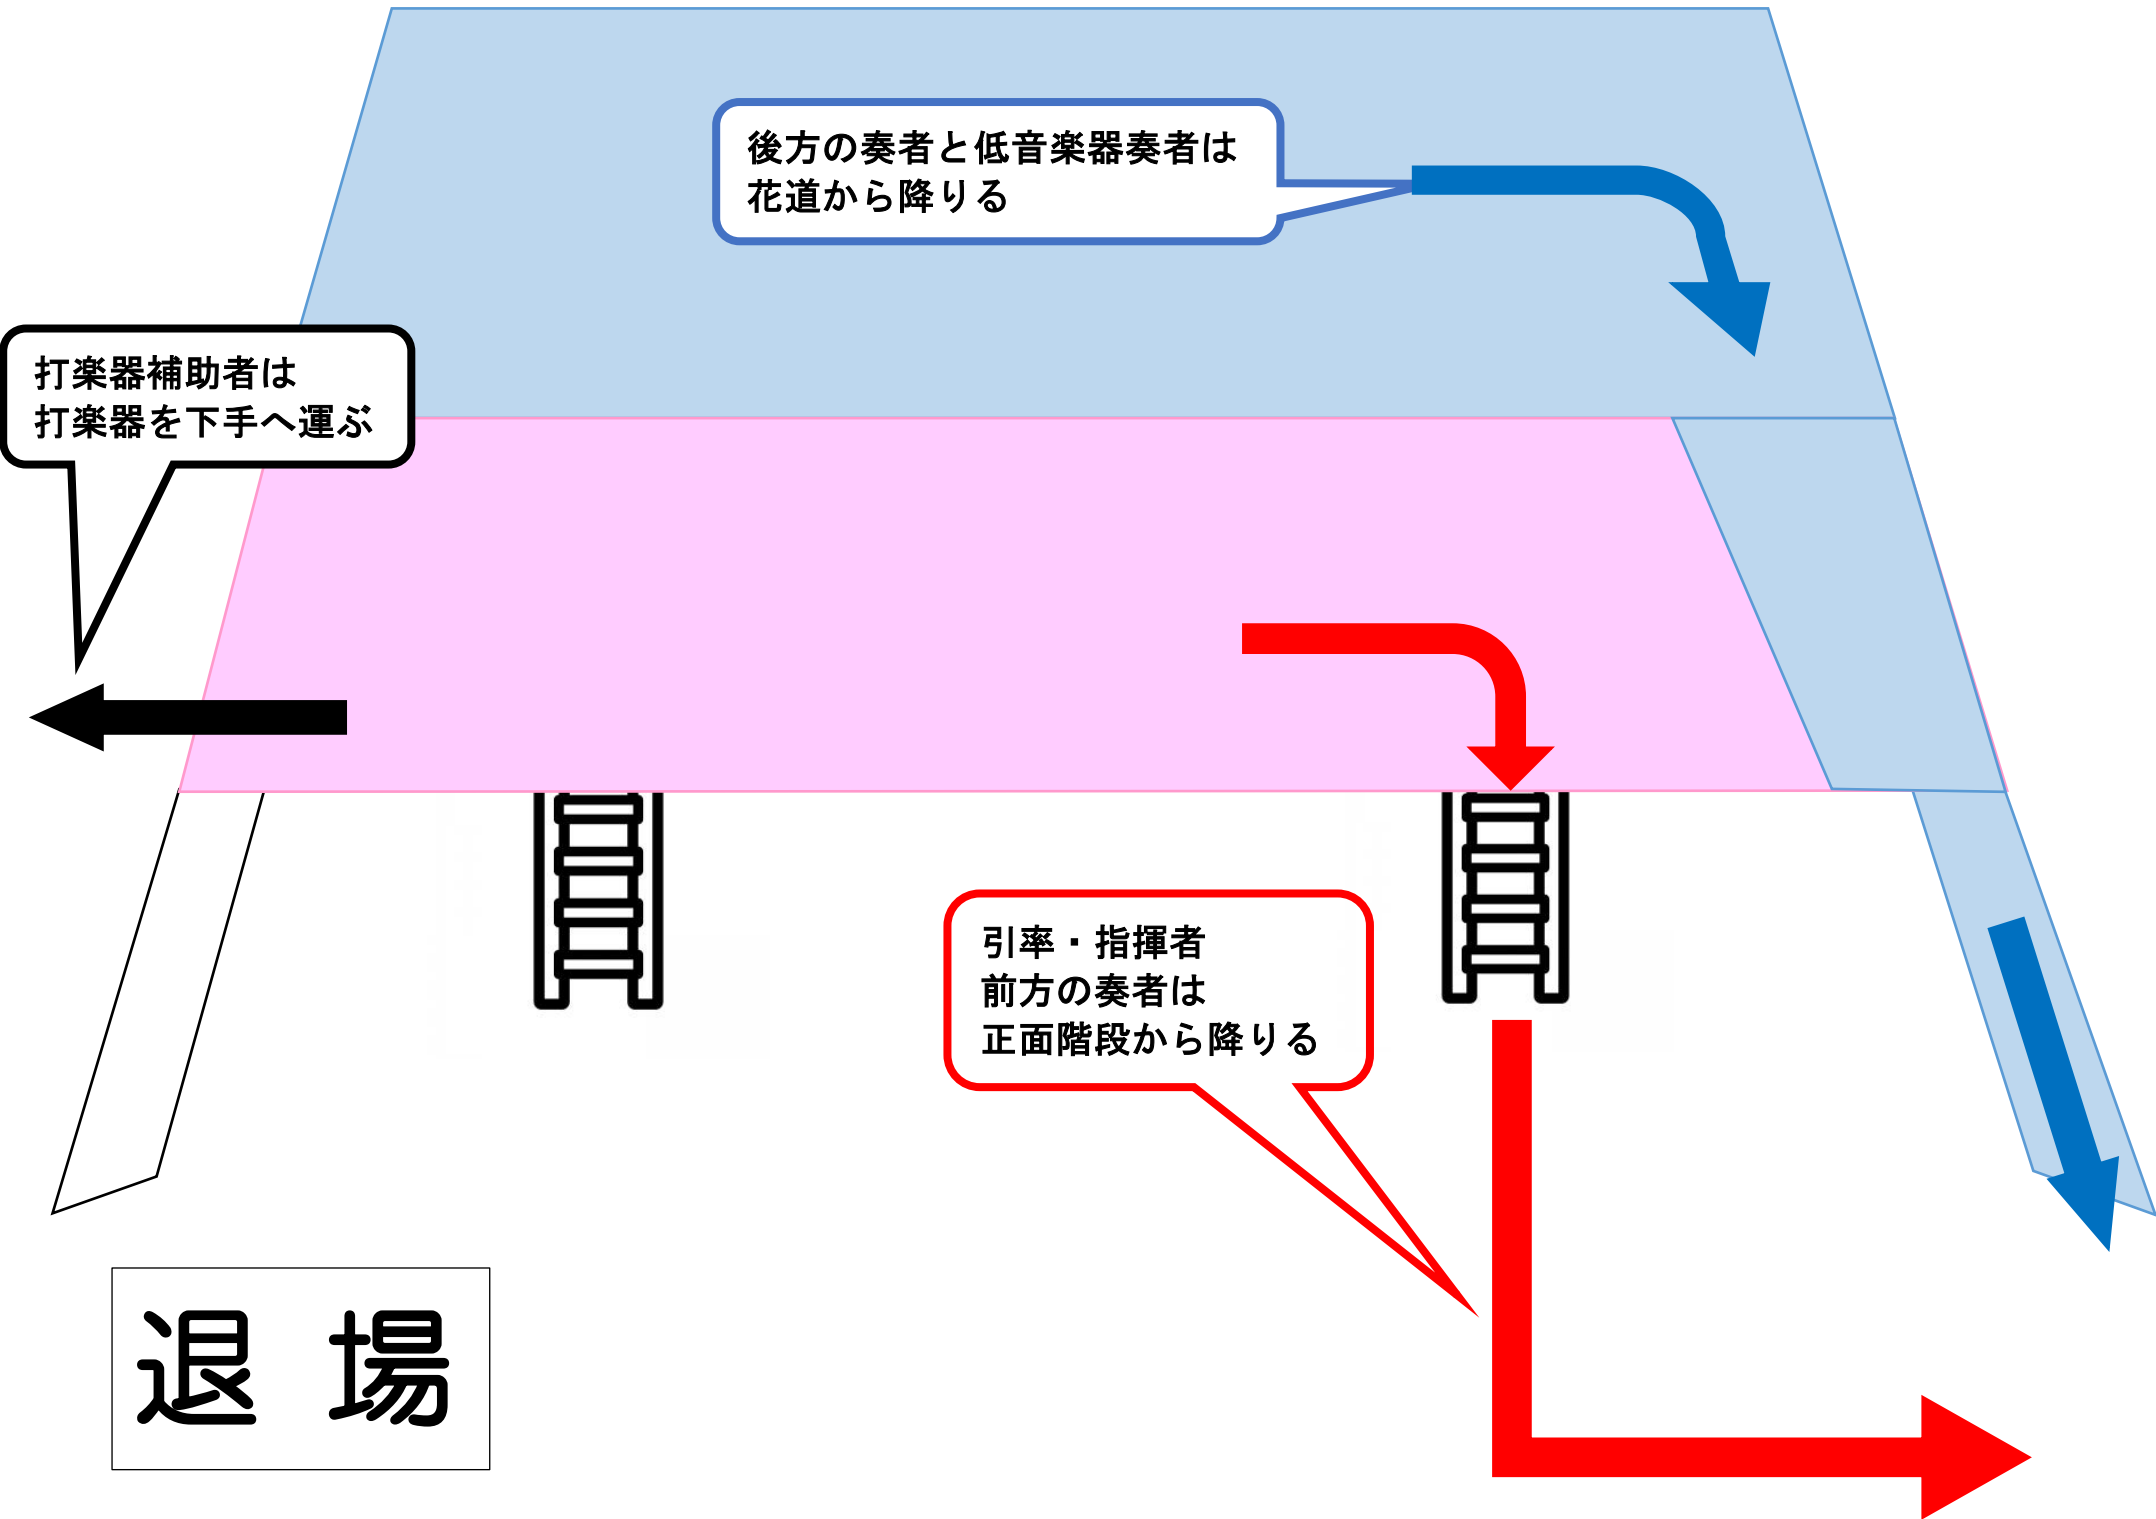 後方の奏者と低音楽器奏者は
花道から降りる
打楽器補助者は
打楽器を下手へ運ぶ
引率・指揮者
前方の奏者は
正面階段から降りる
退場